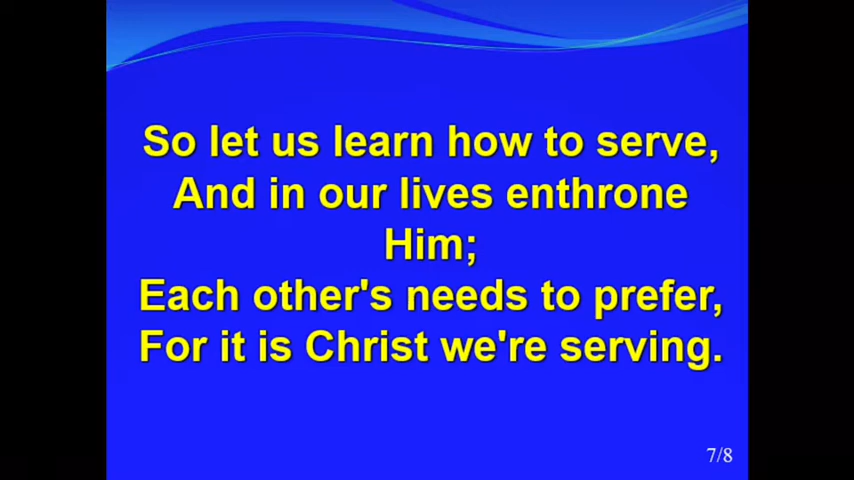 So let us learn how to serve,
And in our lives enthrone
Him;
Each other's needs to prefer,
For it is Christ we're serving.
7/8